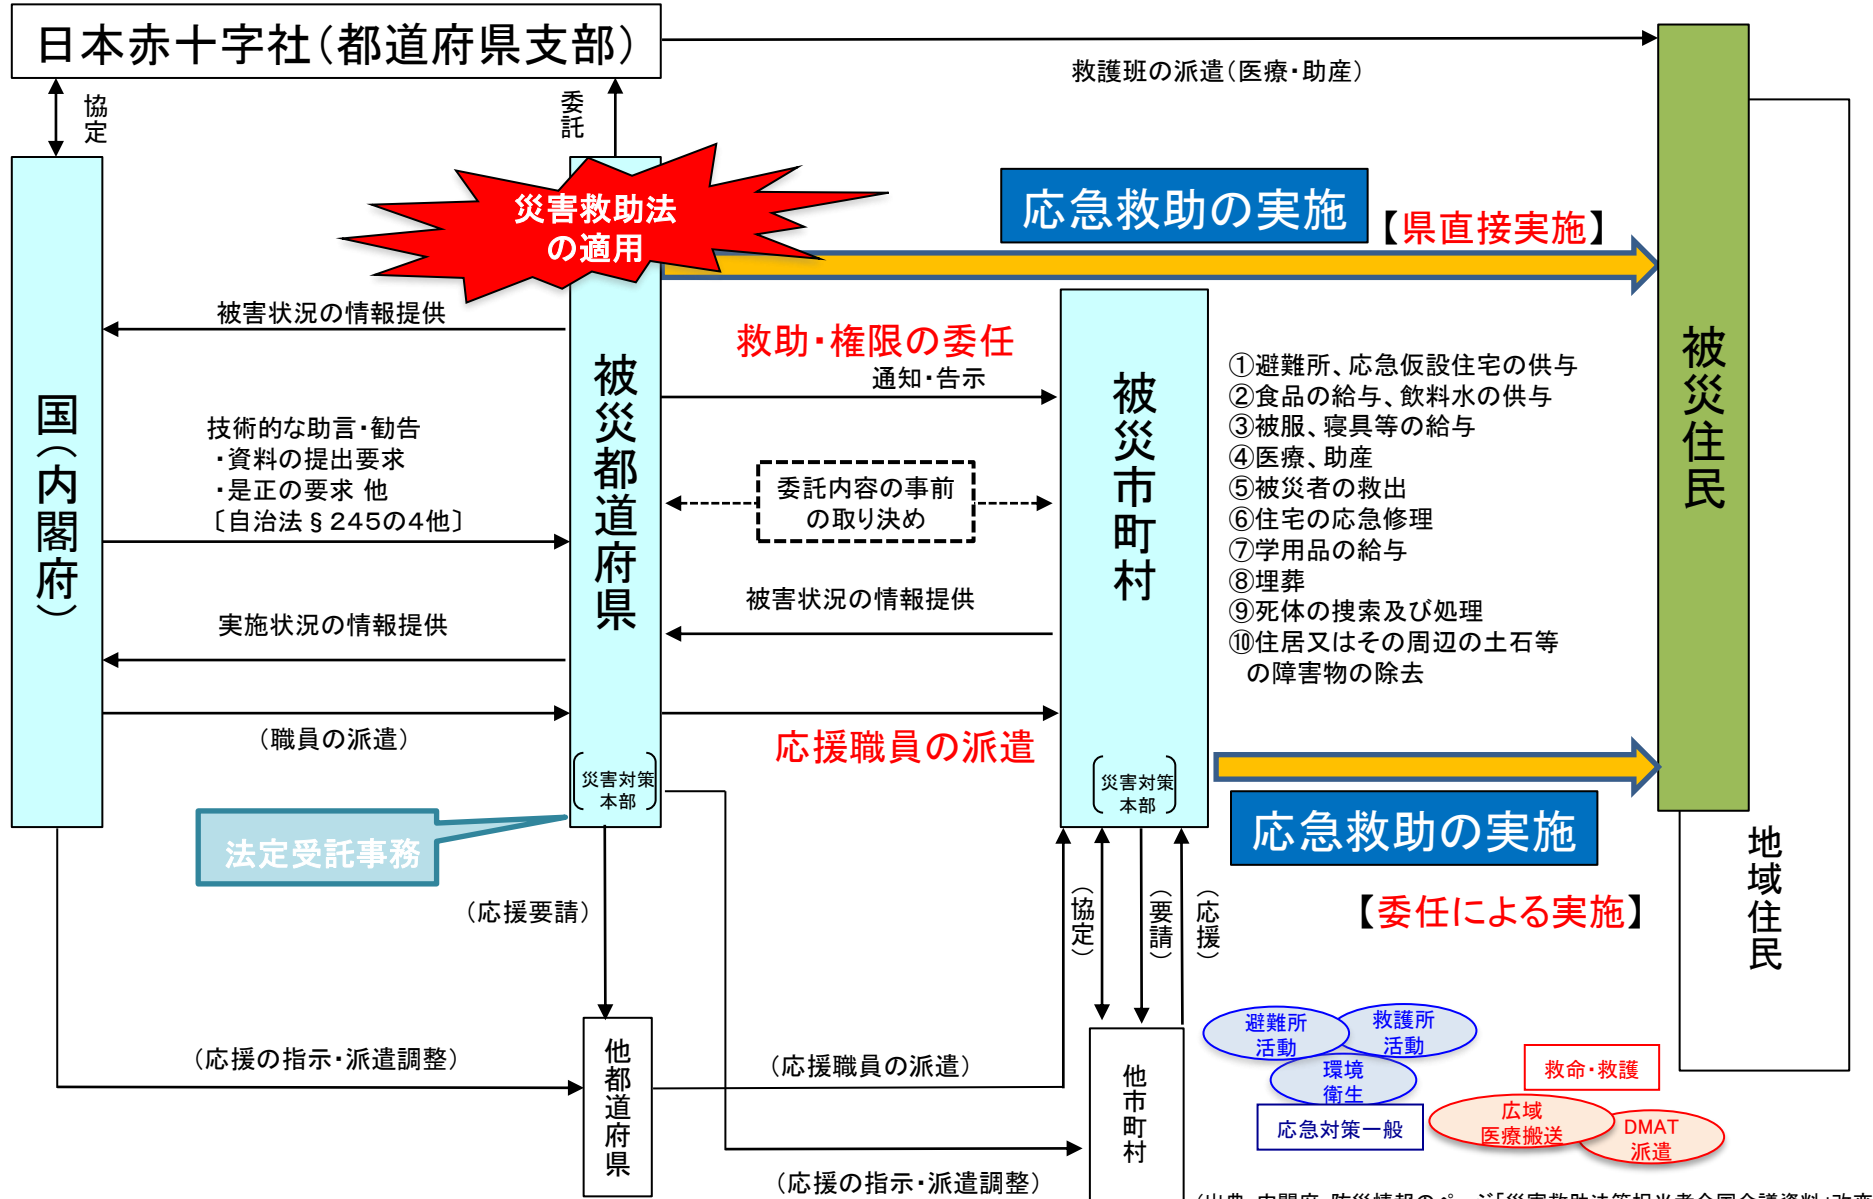 日本赤十字社(都道府県支部)
救護班の派遣(医療・助産)
協定
委託
災害救助法
の適用
応急救助の実施
【県直接実施】
被害状況の情報提供
救助・権限の委任
通知・告示
国(内閣府)
被災都道府県
被災市町村
被災住民
技術的な助言・勧告
・資料の提出要求
・是正の要求 他
〔自治法§245の4他〕
委託内容の事前
の取り決め
①避難所、応急仮設住宅の供与
②食品の給与、飲料水の供与
③被服、寝具等の給与
④医療、助産
⑤被災者の救出
⑥住宅の応急修理
⑦学用品の給与
⑧埋葬
⑨死体の捜索及び処理
⑩住居又はその周辺の土石等
の障害物の除去
実施状況の情報提供
被害状況の情報提供
(職員の派遣)
応援職員の派遣
災害対策
本部
災害対策
本部
法定受託事務
応急救助の実施
【委任による実施】
地域住民
(応援要請)
(協定)
(要請)
(応援)
(応援の指示・派遣調整)
他都道府県
(応援職員の派遣)
他市町村
(応援の指示・派遣調整)
避難所
活動
救護所
活動
環境
衛生
応急対策一般
救命・救護
広域
医療搬送
DMAT
派遣